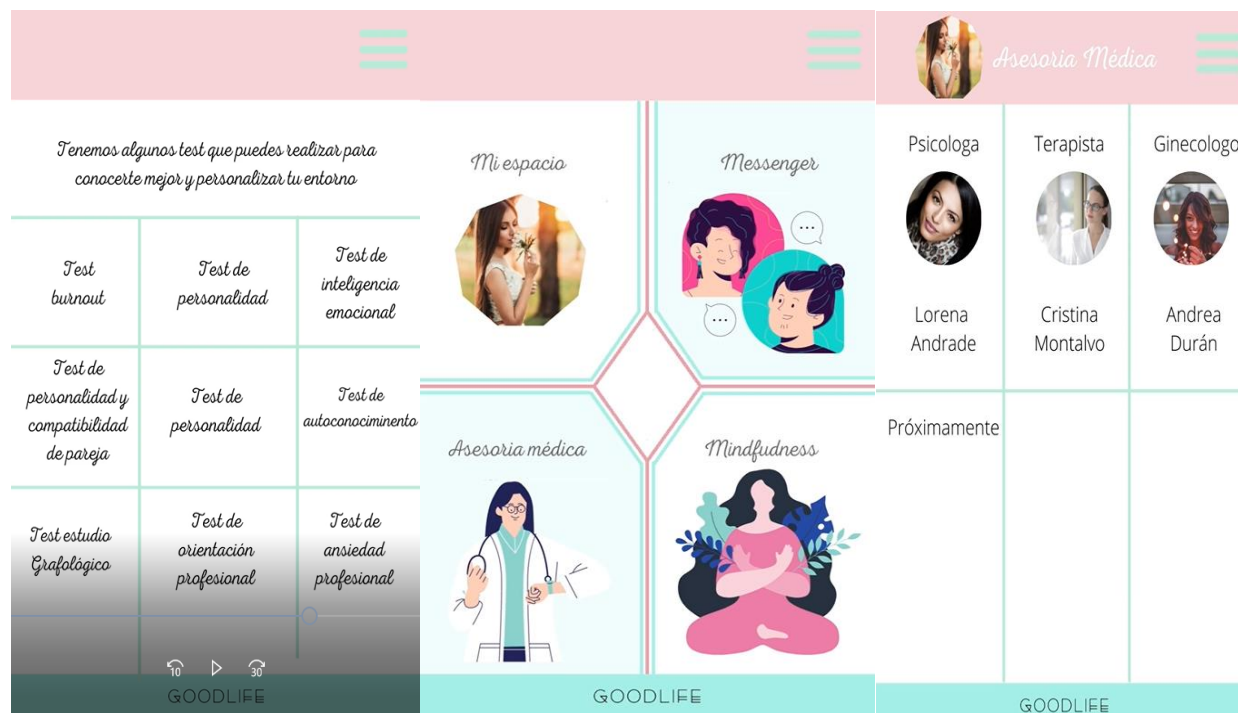 Tenemos algunos test que puedes realizar para
conocerte mejor y personalizar tu entorno
Test
burnout
Test de
personalidad
Test de
inteligencia
emocional
Test de
personalidad y
compatibilidad
de pareja
Test de
personalidad
Test de
autoconociminento
Test estudio
Grafológico
Test de
orientación
profesional
Test de
ansiedad
profesional
10
30
GOODLIFE
Mi espacio
Messenger
Asesoria médica
Mindfudness
GOODLIFE
Asesoria Médica
Psicologa
Terapista
Ginecologo
Lorena
Andrade
Cristina
Montalvo
Andrea
Durán
Próximamente
GOODLIFE